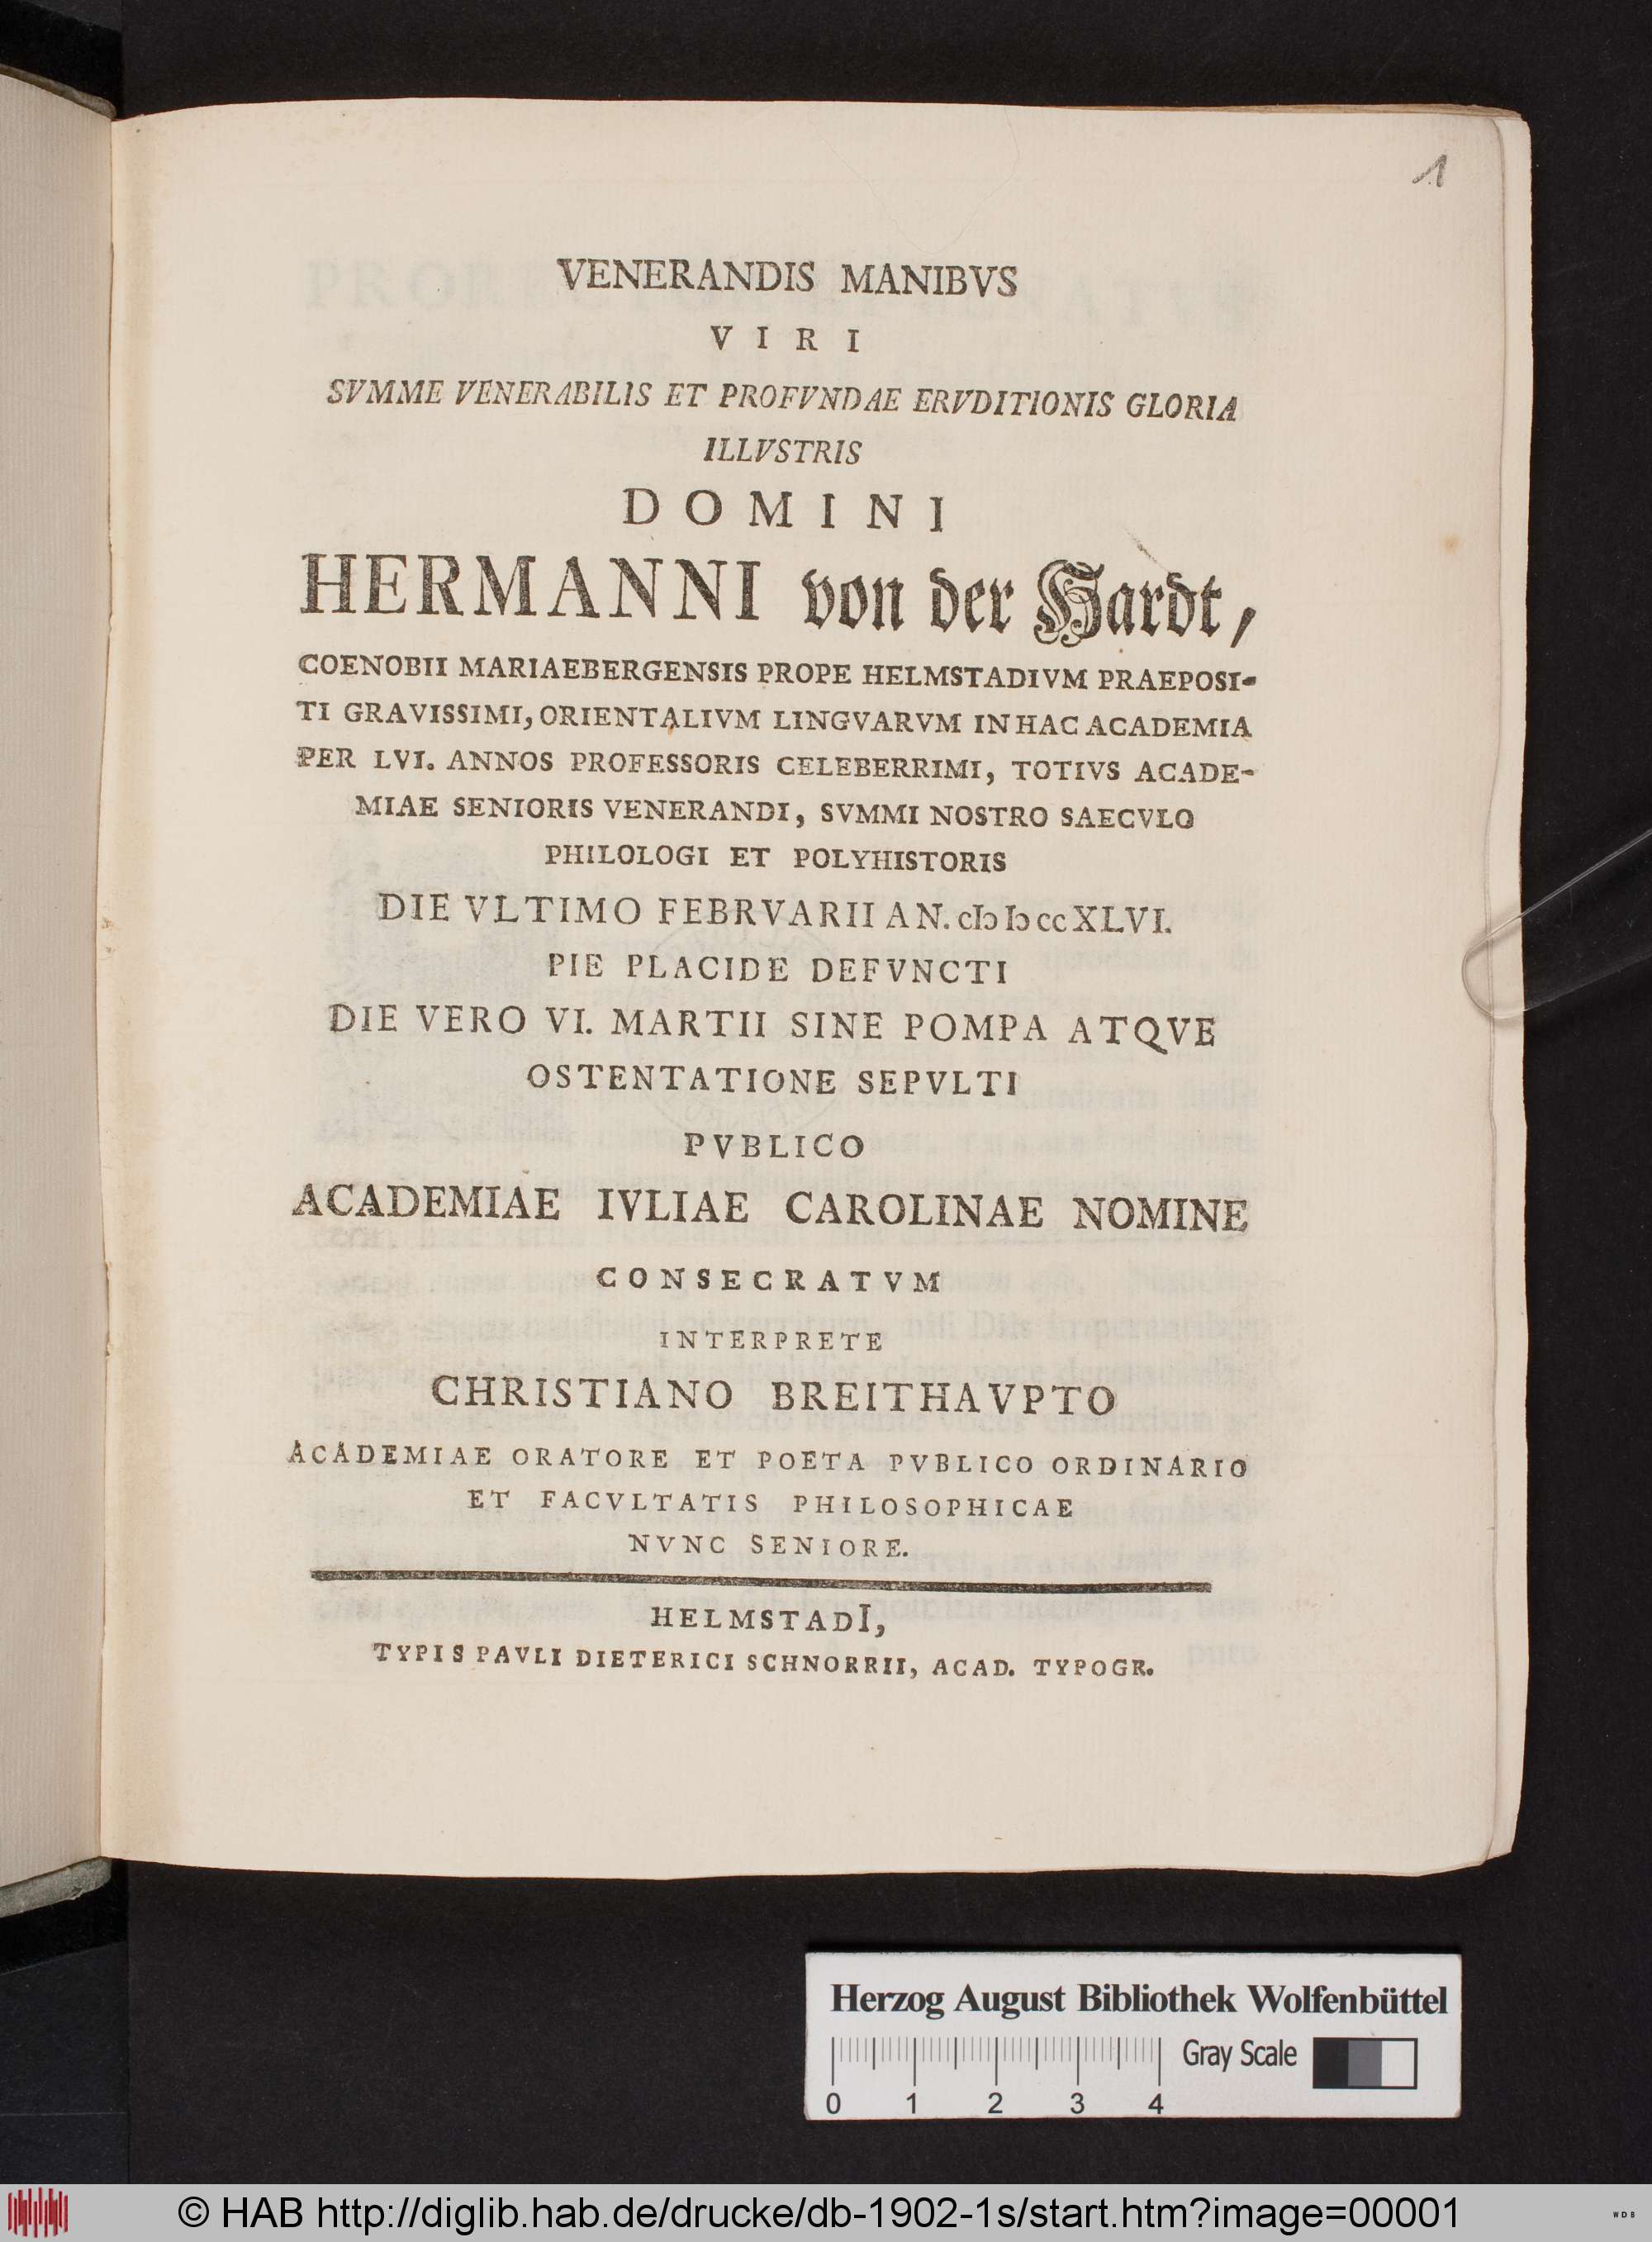 1
VENERANDIS MANIBVS
VIRI
SVMME VENERABILIS ET PROFVNDAE ERVDITIONIS GLORIA
ILLVSTRIS
DOMINI
HERMANNI von der Hardt,
COENOBII MARIAEBERGENSIS PROPE HELMSTADIVM PRAEPOSI-
TI GRAVISSIMI, ORIENTALIVM LINGVARVM IN HAC ACADEMIA
PER LVI. ANNOS PROFESSORIS CELEBERRIMI, TOTIVS ACADE-
MIAE SENIORIS VENERANDI, SVMMI NOSTRO SAECVLO
PHILOLOGI ET POLYHISTORIS
DIE VLTIMO FEBRVARII AN. cIɔ Iɔ cc XLVI.
PIE PLACIDE DEFVNCTI
DIE VERO VI. MARTII SINE POMPA ATQVE
OSTENTATIONE SEPVLTI
PVBLICO
ACADEMIAE IVLIAE CAROLINAE NOMINE
CONSECRATVM
INTERPRETE
CHRISTIANO BREITHAVPTO
ACADEMIAE ORATORE ET POETA PVBLICO ORDINARIO
ET FACVLTATIS PHILOSOPHICAE
NVNC SENIORE.
HELMSTADI,
TYPIS PAVLI DIETERICI SCHNORRII, ACAD. TYPOGR.
Herzog August Bibliothek Wolfenbüttel
Gray Scale
0 1 2 3 4
© HAB http://diglib.hab.de/drucke/db-1902-1s/start.htm?image=00001
WDB